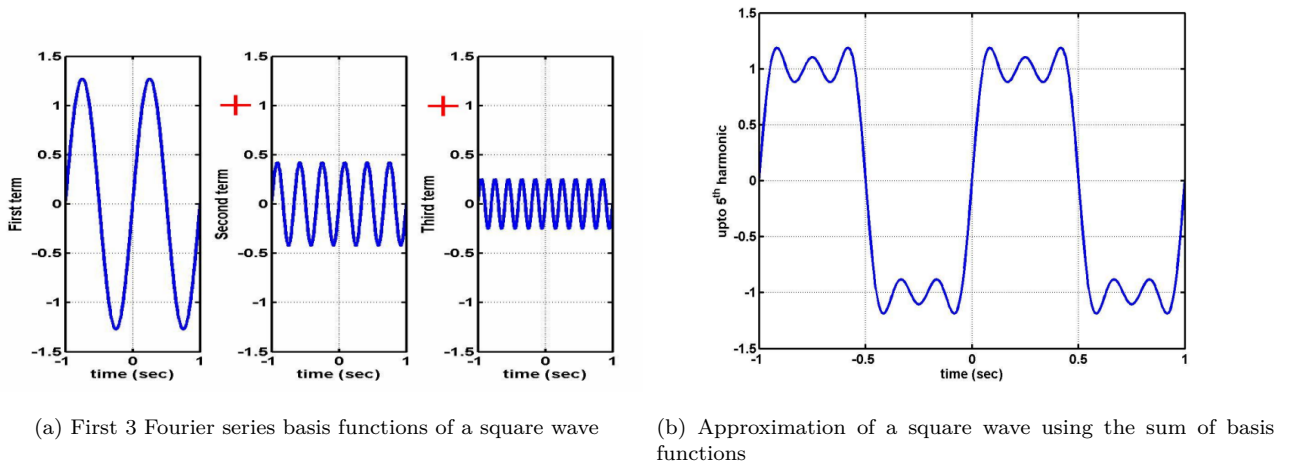 1.5
1
0.5
0
-0.5
-1
-1.5
-1 0 1
First term
time (sec)
+
1.5
1
0.5
0
-0.5
-1
-1.5
-1 0 1
Second term
time (sec)
+
1.5
1
0.5
0
-0.5
-1
-1.5
-1 0 1
Third term
time (sec)
(a) First 3 Fourier series basis functions of a square wave
1.5
1
0.5
0
-0.5
-1
-1.5
-1 -0.5 0 0.5 1
upto 5th harmonic
time (sec)
(b) Approximation of a square wave using the sum of basis
functions